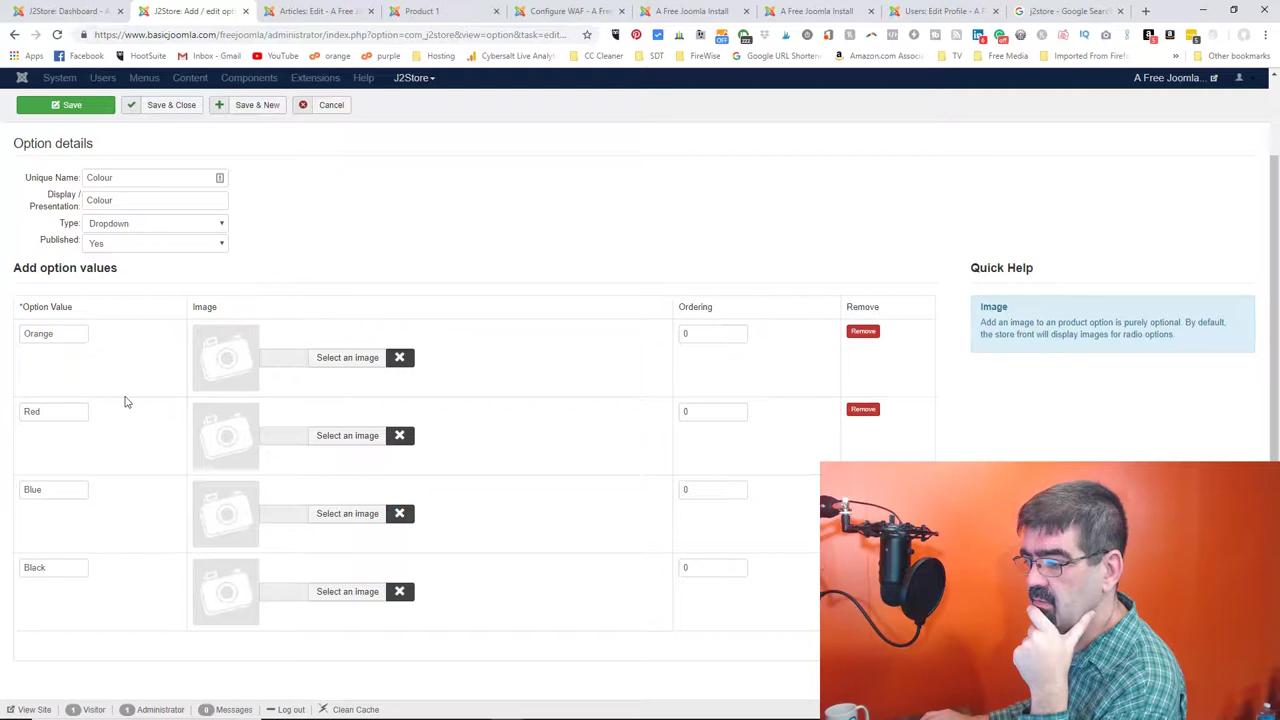 J2Store: Dashboard - A
J2Store: Add / edit opti
Articles: Edit - A Free J
Product 1
Configure WAF - A Free
A Free Joomla Install
A Free Joomla Install
Users: Edit Profile - A F
j2store - Google Search
https://www.basicjoomla.com/freejoomla/administrator/index.php?option=com_j2store&view=option&task=edit...
Apps
Facebook
HootSuite
Inbox - Gmail
YouTube
orange
purple
Hosting
Cybersalt Live Analyt
CC Cleaner
SDT
FireWise
Google URL Shortene
Amazon.com Associa
TV
Free Media
Imported From Firef
Other bookmarks
System
Users
Menus
Content
Components
Extensions
Help
J2Store
A Free Joomla...
Save
Save & Close
Save & New
Cancel
Option details
Unique Name:
Colour
Display /
Presentation:
Colour
Type:
Dropdown
Published:
Yes
Add option values
Quick Help
*Option Value
Image
Ordering
Remove
Image
Add an image to an product option is purely optional. By default,
the store front will display images for radio options.
Orange
Select an image
0
Remove
Red
Select an image
0
Remove
Blue
Select an image
0
Black
Select an image
0
View Site
1 Visitor
1 Administrator
0 Messages
Log out
Clean Cache